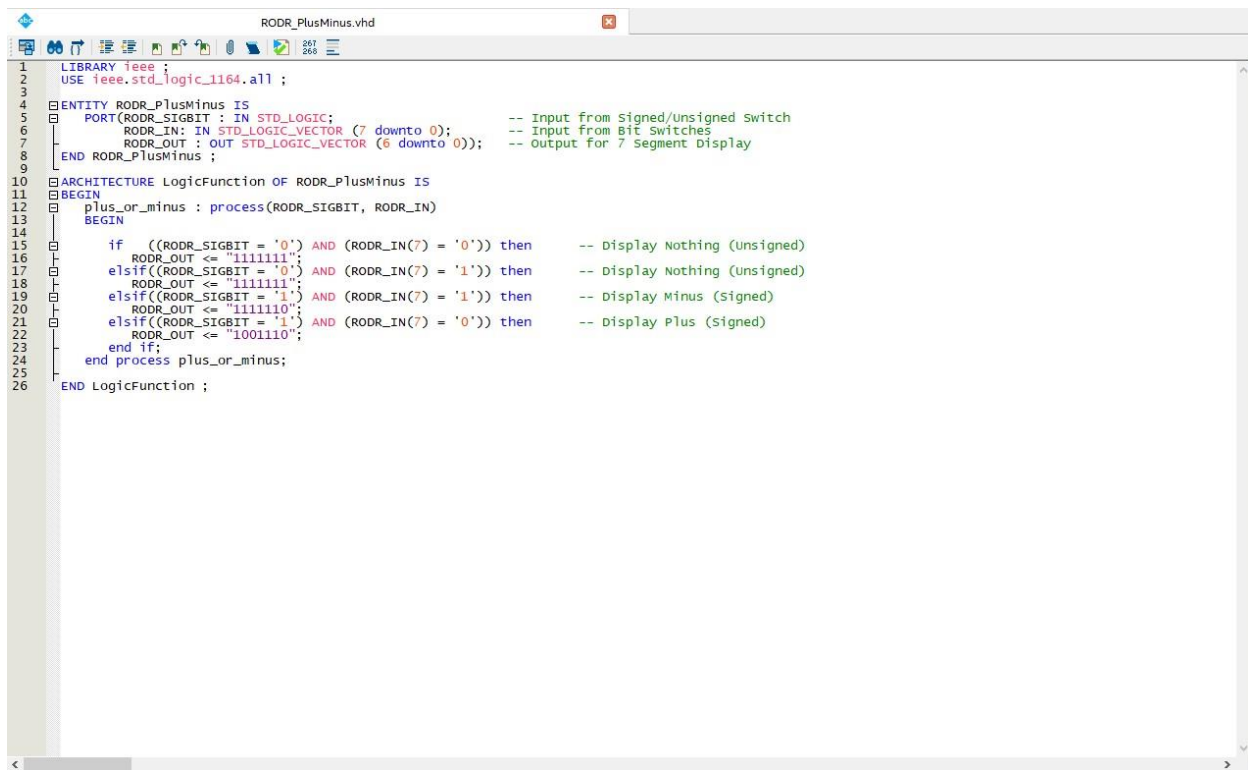 abc
RODR_PlusMinus.vhd
267
268
1 LIBRARY ieee ;
2 USE ieee.std_logic_1164.all ;
3
4 ENTITY RODR_PlusMinus IS
5 PORT(RODR_SIGBIT : IN STD_LOGIC; -- Input from Signed/Unsigned Switch
6 RODR_IN: IN STD_LOGIC_VECTOR (7 downto 0); -- Input from Bit Switches
7 RODR_OUT : OUT STD_LOGIC_VECTOR (6 downto 0)); -- Output for 7 Segment Display
8 END RODR_PlusMinus ;
9
10 ARCHITECTURE LogicFunction OF RODR_PlusMinus IS
11 BEGIN
12 plus_or_minus : process(RODR_SIGBIT, RODR_IN)
13 BEGIN
14
15 if ((RODR_SIGBIT = '0') AND (RODR_IN(7) = '0')) then -- Display Nothing (Unsigned)
16 RODR_OUT <= "1111111";
17 elsif((RODR_SIGBIT = '0') AND (RODR_IN(7) = '1')) then -- Display Nothing (Unsigned)
18 RODR_OUT <= "1111111";
19 elsif((RODR_SIGBIT = '1') AND (RODR_IN(7) = '1')) then -- Display Minus (Signed)
20 RODR_OUT <= "1111110";
21 elsif((RODR_SIGBIT = '1') AND (RODR_IN(7) = '0')) then -- Display Plus (Signed)
22 RODR_OUT <= "1001110";
23 end if;
24 end process plus_or_minus;
25
26 END LogicFunction ;